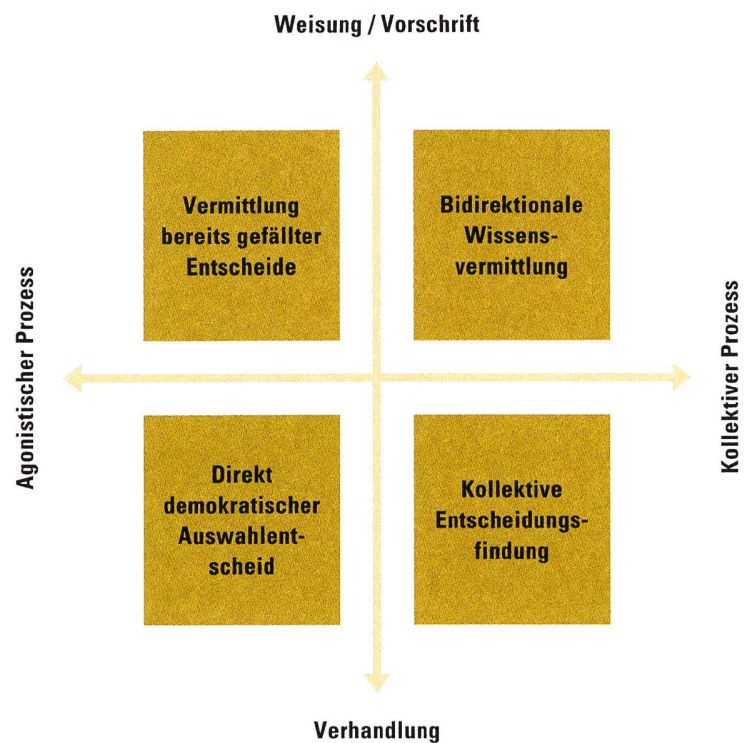 Weisung / Vorschrift
Vermittlung
bereits gefällter
Entscheide
Bidirektionale
Wissens-
vermittlung
Agonistischer Prozess
Kollektiver Prozess
Direkt
demokratischer
Auswahlent-
scheid
Kollektive
Entscheidungs-
findung
Verhandlung